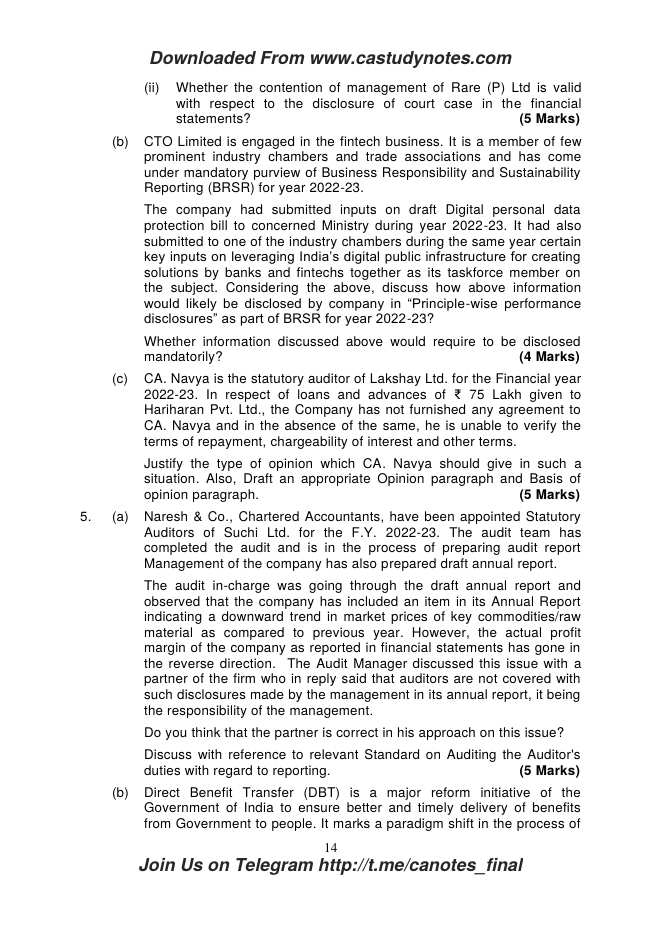 Downloaded From www.castudynotes.com
(ii) Whether the contention of management of Rare (P) Ltd is valid
with respect to the disclosure of court case in the financial
statements? (5 Marks)
(b) CTO Limited is engaged in the fintech business. It is a member of few
prominent industry chambers and trade associations and has come
under mandatory purview of Business Responsibility and Sustainability
Reporting (BRSR) for year 2022-23.
The company had submitted inputs on draft Digital personal data
protection bill to concerned Ministry during year 2022-23. It had also
submitted to one of the industry chambers during the same year certain
key inputs on leveraging India's digital public infrastructure for creating
solutions by banks and fintechs together as its taskforce member on
the subject. Considering the above, discuss how above information
would likely be disclosed by company in “Principle-wise performance
disclosures” as part of BRSR for year 2022-23?
Whether information discussed above would require to be disclosed
mandatorily? (4 Marks)
(c) CA. Navya is the statutory auditor of Lakshay Ltd. for the Financial year
2022-23. In respect of loans and advances of ₹ 75 Lakh given to
Hariharan Pvt. Ltd., the Company has not furnished any agreement to
CA. Navya and in the absence of the same, he is unable to verify the
terms of repayment, chargeability of interest and other terms.
Justify the type of opinion which CA. Navya should give in such a
situation. Also, Draft an appropriate Opinion paragraph and Basis of
opinion paragraph. (5 Marks)
5. (a) Naresh & Co., Chartered Accountants, have been appointed Statutory
Auditors of Suchi Ltd. for the F.Y. 2022-23. The audit team has
completed the audit and is in the process of preparing audit report
Management of the company has also prepared draft annual report.
The audit in-charge was going through the draft annual report and
observed that the company has included an item in its Annual Report
indicating a downward trend in market prices of key commodities/raw
material as compared to previous year. However, the actual profit
margin of the company as reported in financial statements has gone in
the reverse direction. The Audit Manager discussed this issue with a
partner of the firm who in reply said that auditors are not covered with
such disclosures made by the management in its annual report, it being
the responsibility of the management.
Do you think that the partner is correct in his approach on this issue?
Discuss with reference to relevant Standard on Auditing the Auditor's
duties with regard to reporting. (5 Marks)
(b) Direct Benefit Transfer (DBT) is a major reform initiative of the
Government of India to ensure better and timely delivery of benefits
from Government to people. It marks a paradigm shift in the process of
14
Join Us on Telegram http://t.me/canotes_final